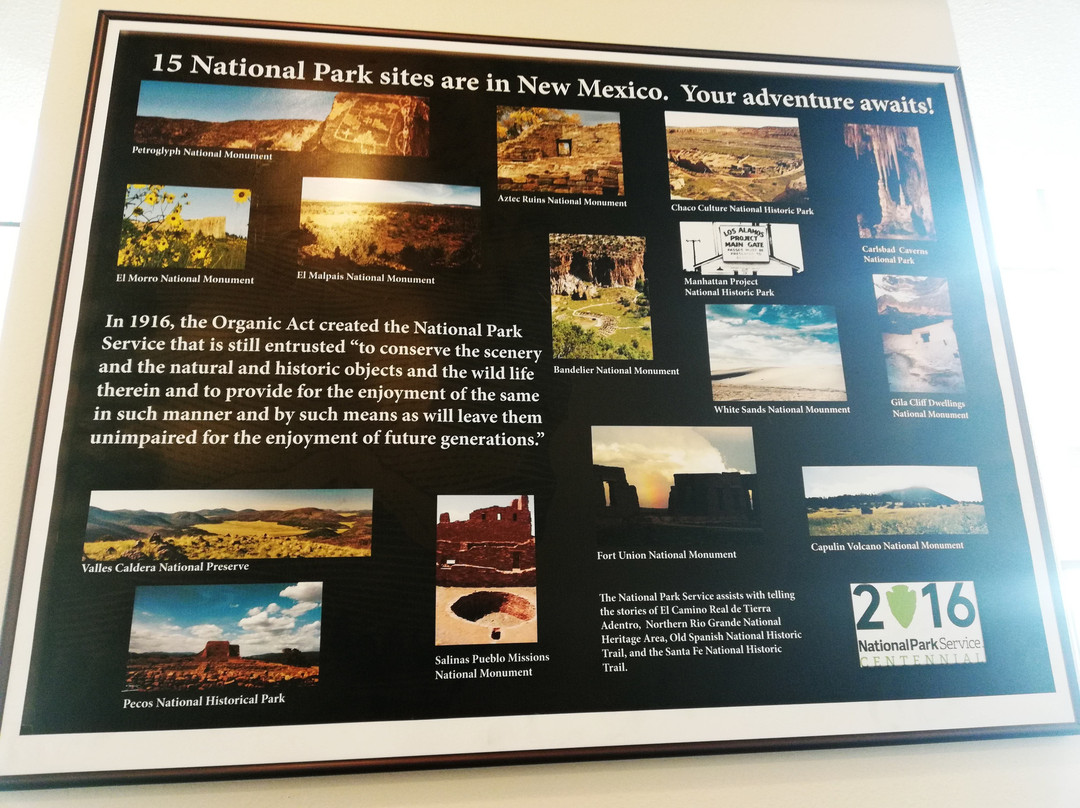 15 National Park sites are in New Mexico. Your adventure awaits!
Petroglyph National Monument
Aztec Ruins National Monument
Chaco Culture National Historic Park
Carlsbad Caverns
National Park
El Morro National Monument
El Malpais National Monument
LOS ALAMOS
PROJECT
MAIN GATE
Manhattan Project
National Historic Park
Bandelier National Monument
White Sands National Mounment
Gila Cliff Dwellings
National Monument
In 1916, the Organic Act created the National Park
Service that is still entrusted “to conserve the scenery
and the natural and historic objects and the wild life
therein and to provide for the enjoyment of the same
in such manner and by such means as will leave them
unimpaired for the enjoyment of future generations.”
Valles Caldera National Preserve
Pecos National Historical Park
Salinas Pueblo Missions
National Monument
Fort Union National Monument
Capulin Volcano National Monument
The National Park Service assists with telling
the stories of El Camino Real de Tierra
Adentro, Northern Rio Grande National
Heritage Area, Old Spanish National Historic
Trail, and the Santa Fe National Historic
Trail.
2016
National Park Service
CENTENNIAL